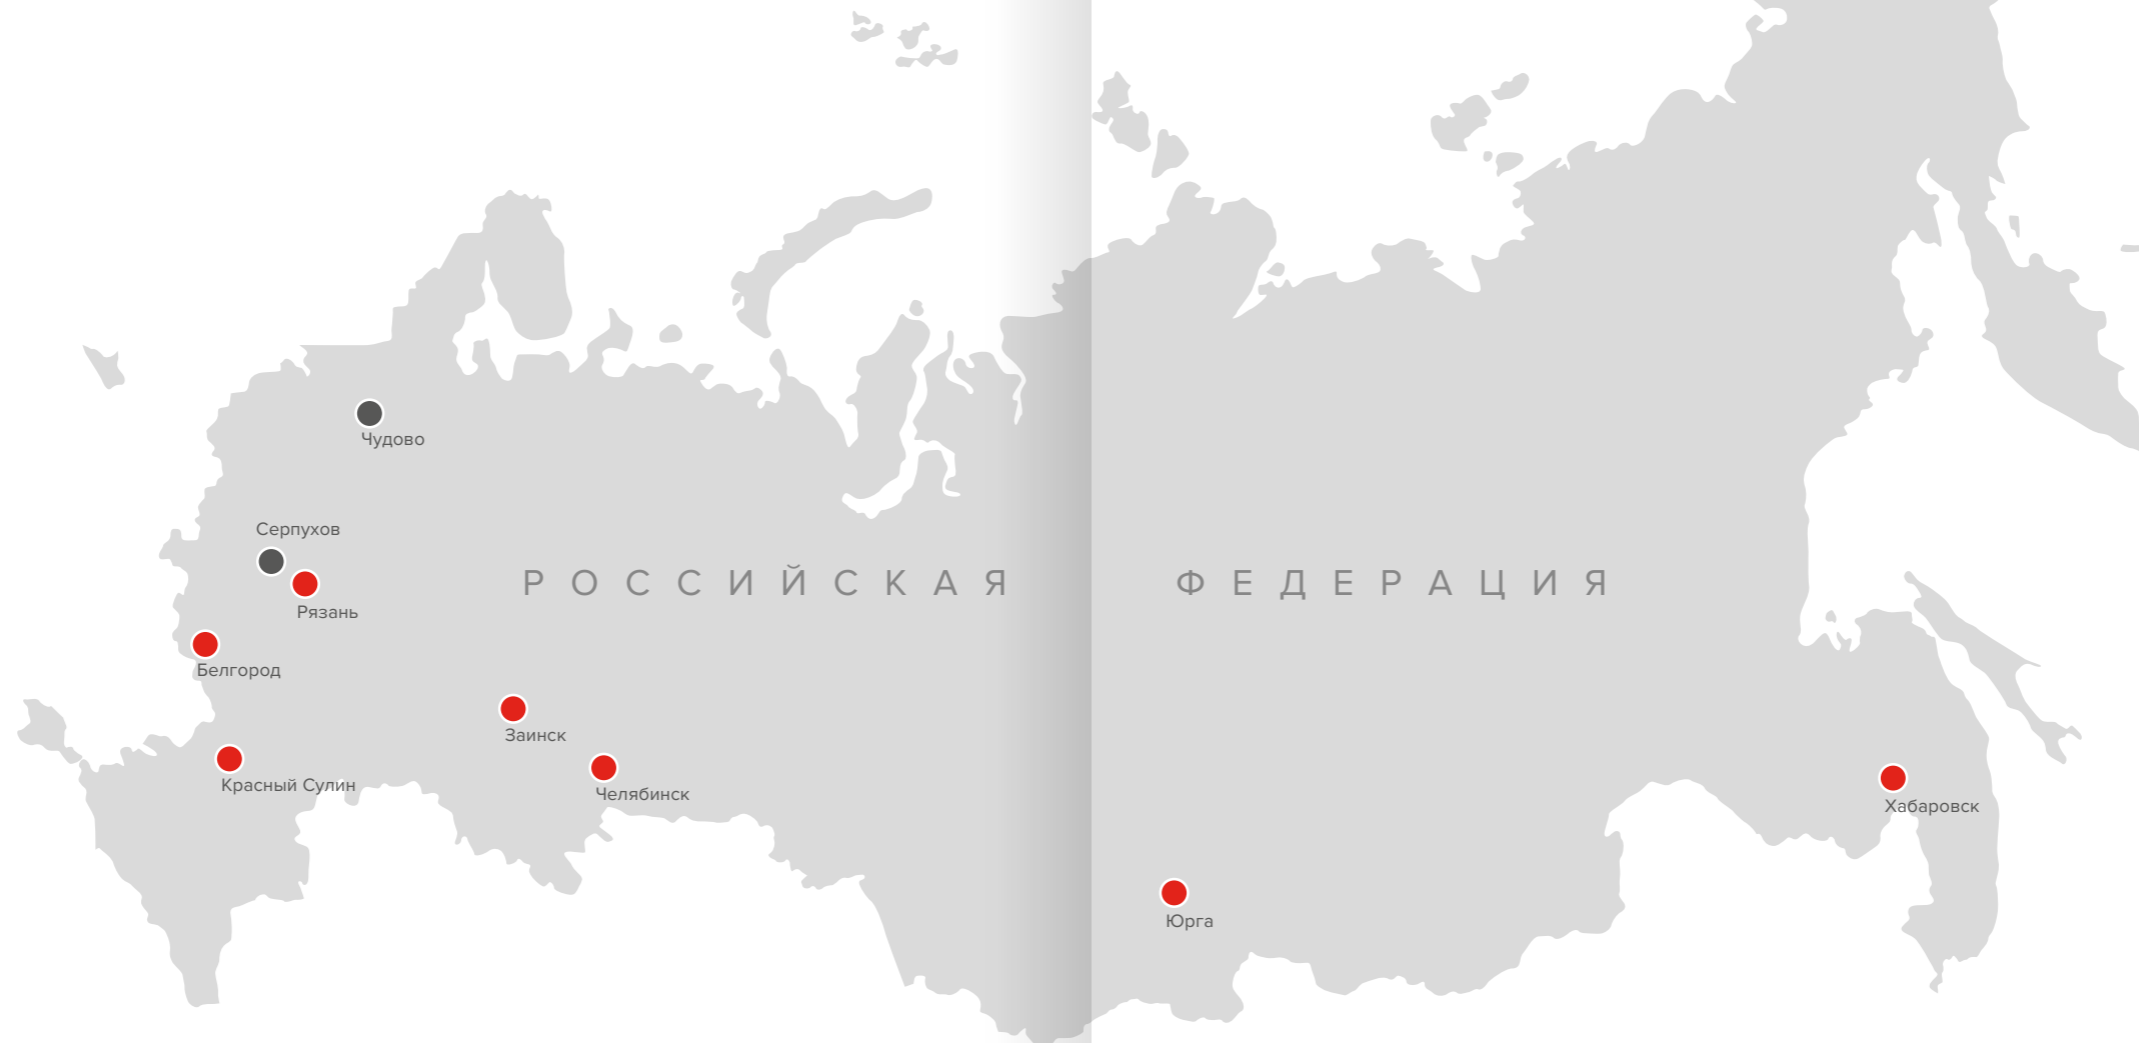 Чудово
Серпухов
РОССИЙСКАЯ ФЕДЕРАЦИЯ
Рязань
Белгород
Заинск
Красный Сулин
Челябинск
Хабаровск
Юрга